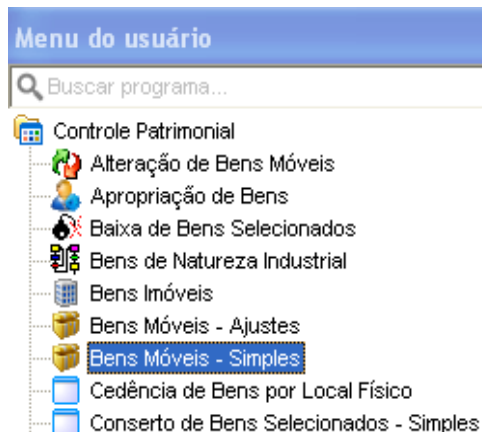 Menu do usuário
Buscar programa...
Controle Patrimonial
Alteração de Bens Móveis
Apropriação de Bens
Baixa de Bens Selecionados
Bens de Natureza Industrial
Bens Imóveis
Bens Móveis - Ajustes
Bens Móveis - Simples
Cedência de Bens por Local Físico
Conserto de Bens Selecionados - Simples